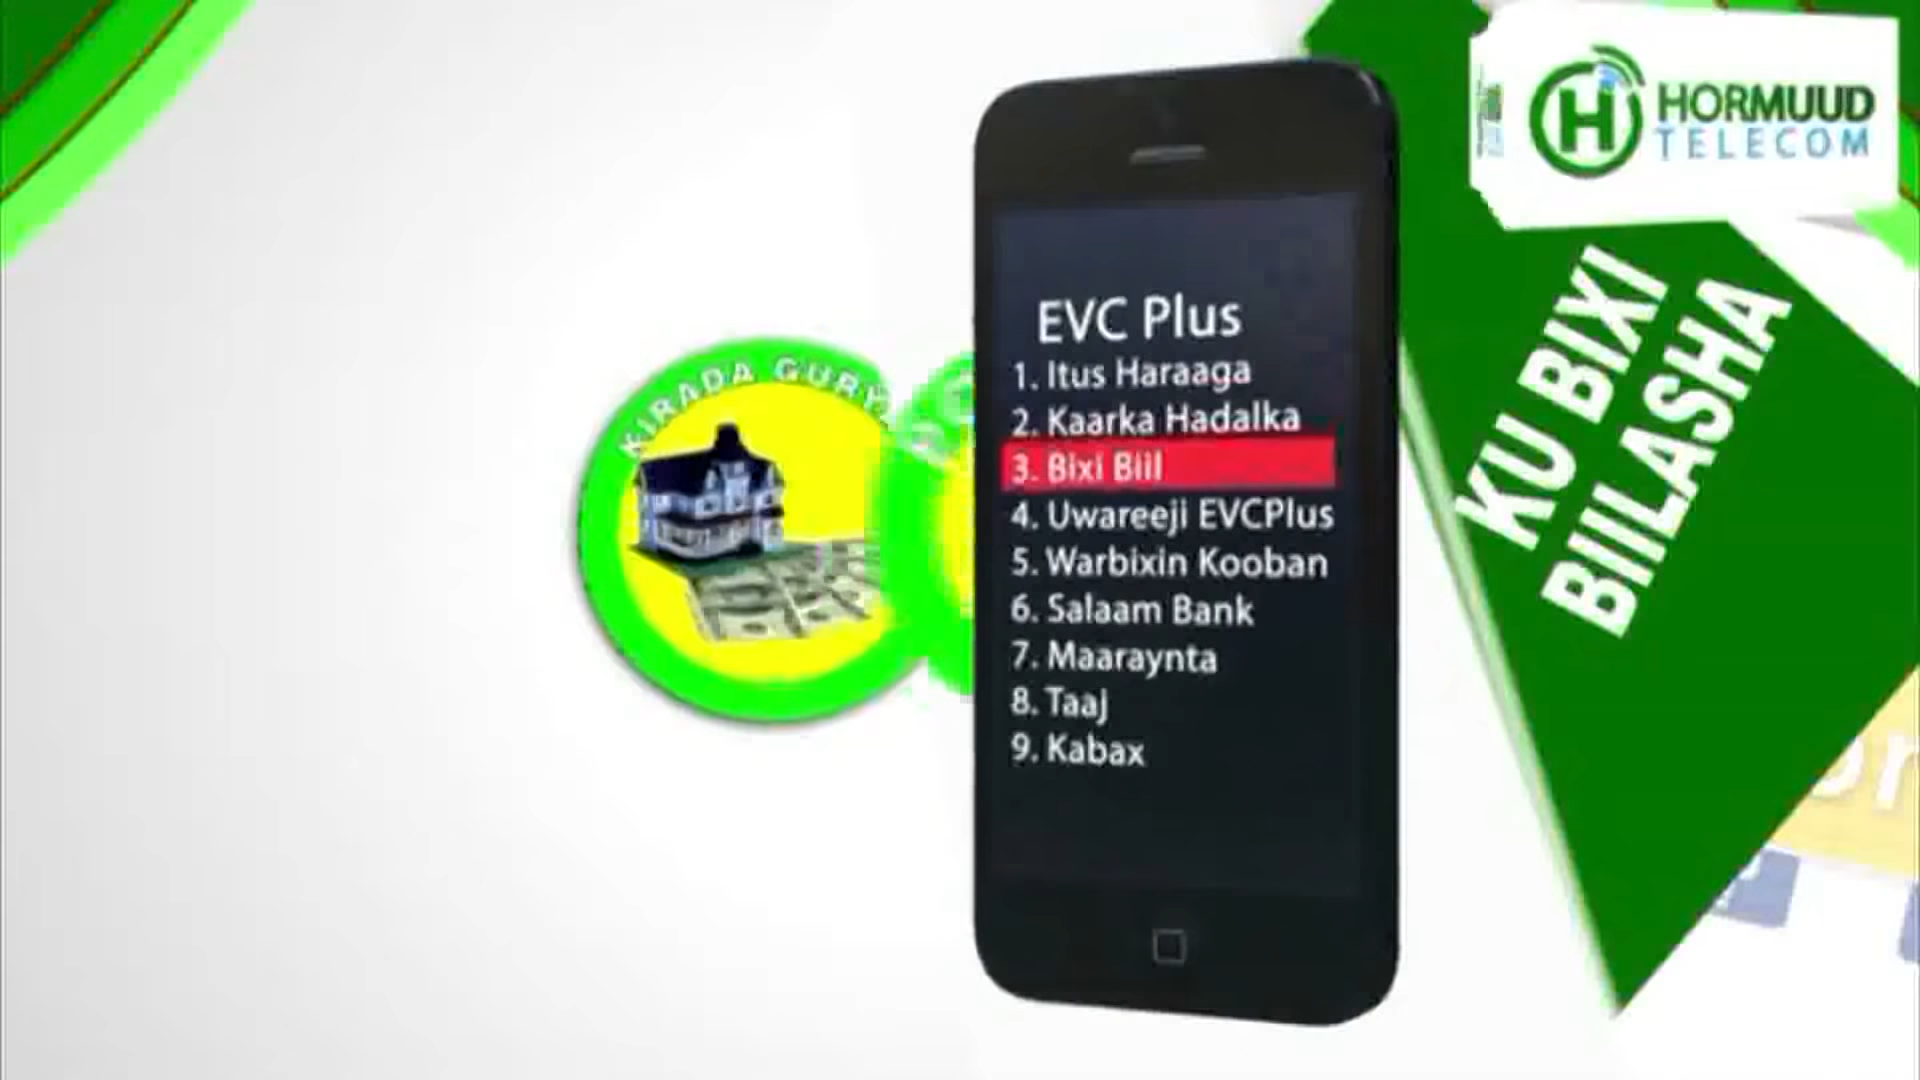 HORMUUD
TELECOM
KU BIXI
BIILASHA
KIRADA
EVC Plus
1. Itus Haraaga
2. Kaarka Hadalka
3. Bixi Biil
4. Uwareeji EVCPlus
5. Warbixin Kooban
6. Salaam Bank
7. Maaraynta
8. Taaj
9. Kabax